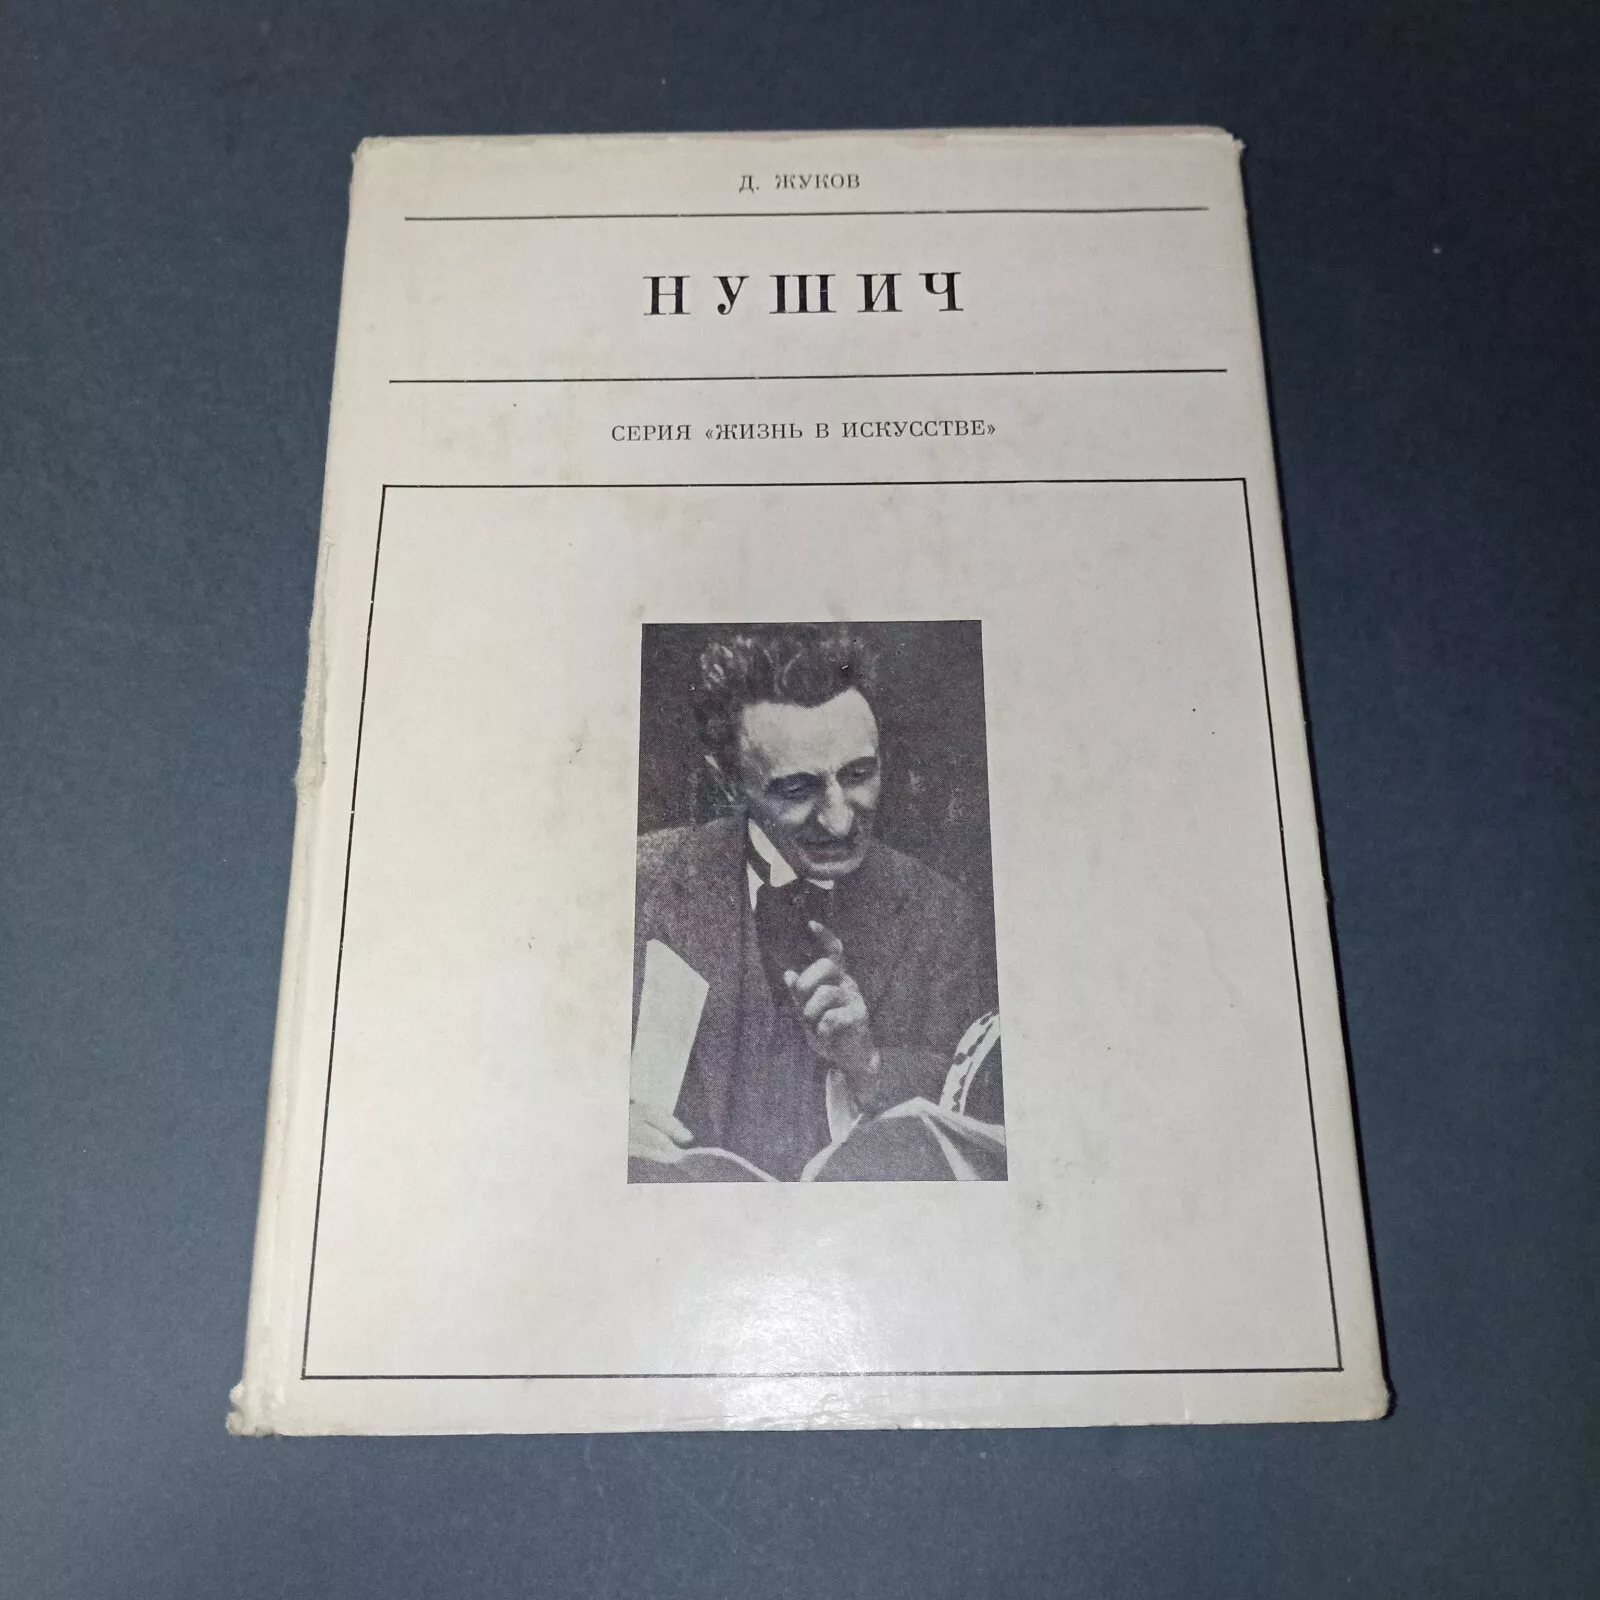 Д. ЖУКОВ
НУШИЧ
СЕРИЯ «ЖИЗНЬ В ИСКУССТВЕ»